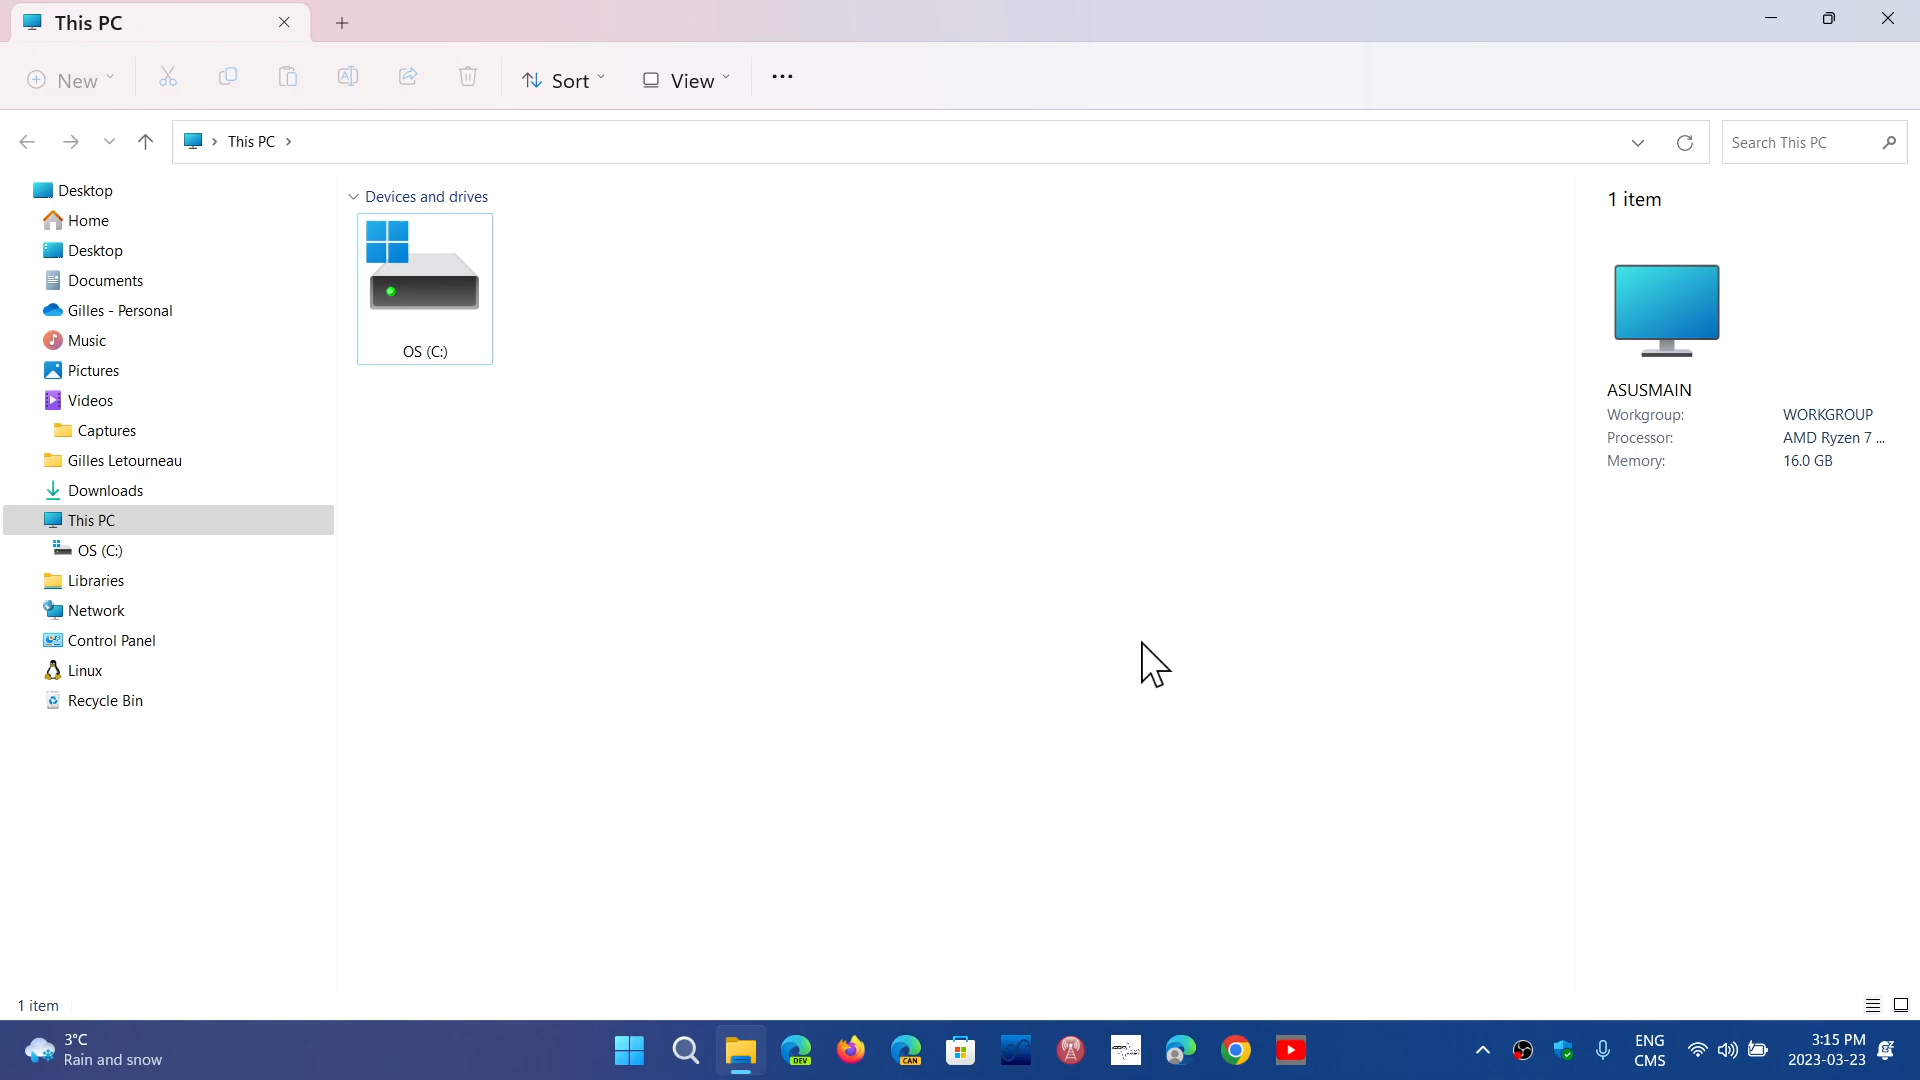 This PC
New
Sort
View
This PC
Search This PC
Desktop
Home
Desktop
Documents
Gilles - Personal
Music
Pictures
Videos
Captures
Gilles Letourneau
Downloads
This PC
OS (C:)
Libraries
Network
Control Panel
Linux
Recycle Bin
Devices and drives
OS (C:)
1 item
ASUSMAIN
Workgroup: WORKGROUP
Processor: AMD Ryzen 7 ...
Memory: 16.0 GB
1 item
3°C
Rain and snow
DEV
CAN
ENG
CMS
3:15 PM
2023-03-23